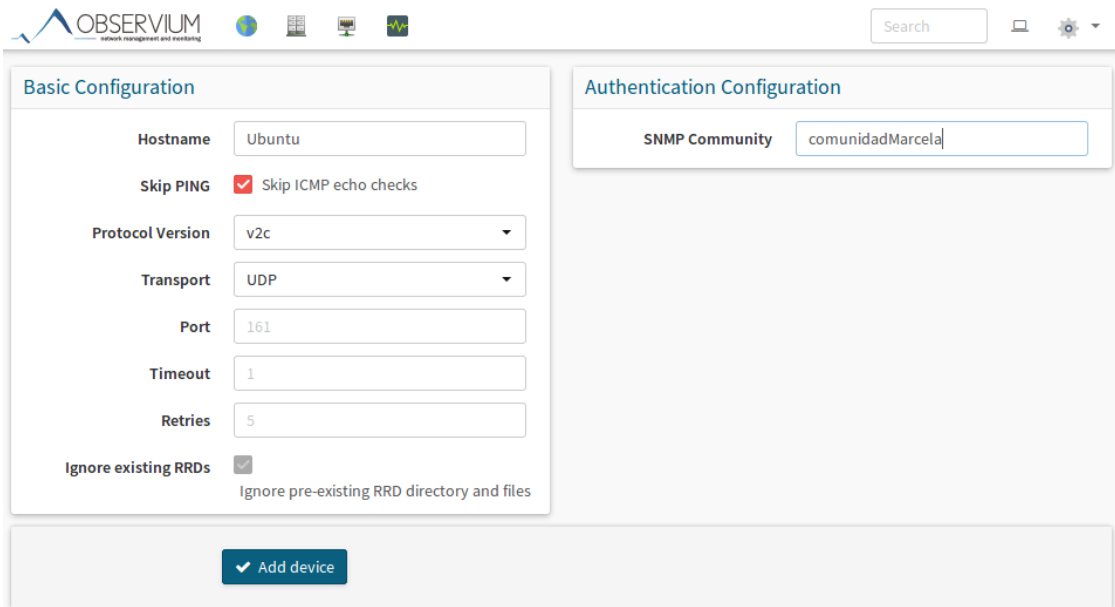 OBSERVIUM
network management and monitoring
Search
Basic Configuration
Hostname Ubuntu
Skip PING Skip ICMP echo checks
Protocol Version v2c
Transport UDP
Port 161
Timeout 1
Retries 5
Ignore existing RRDs
Ignore pre-existing RRD directory and files
Authentication Configuration
SNMP Community comunidadMarcela
Add device